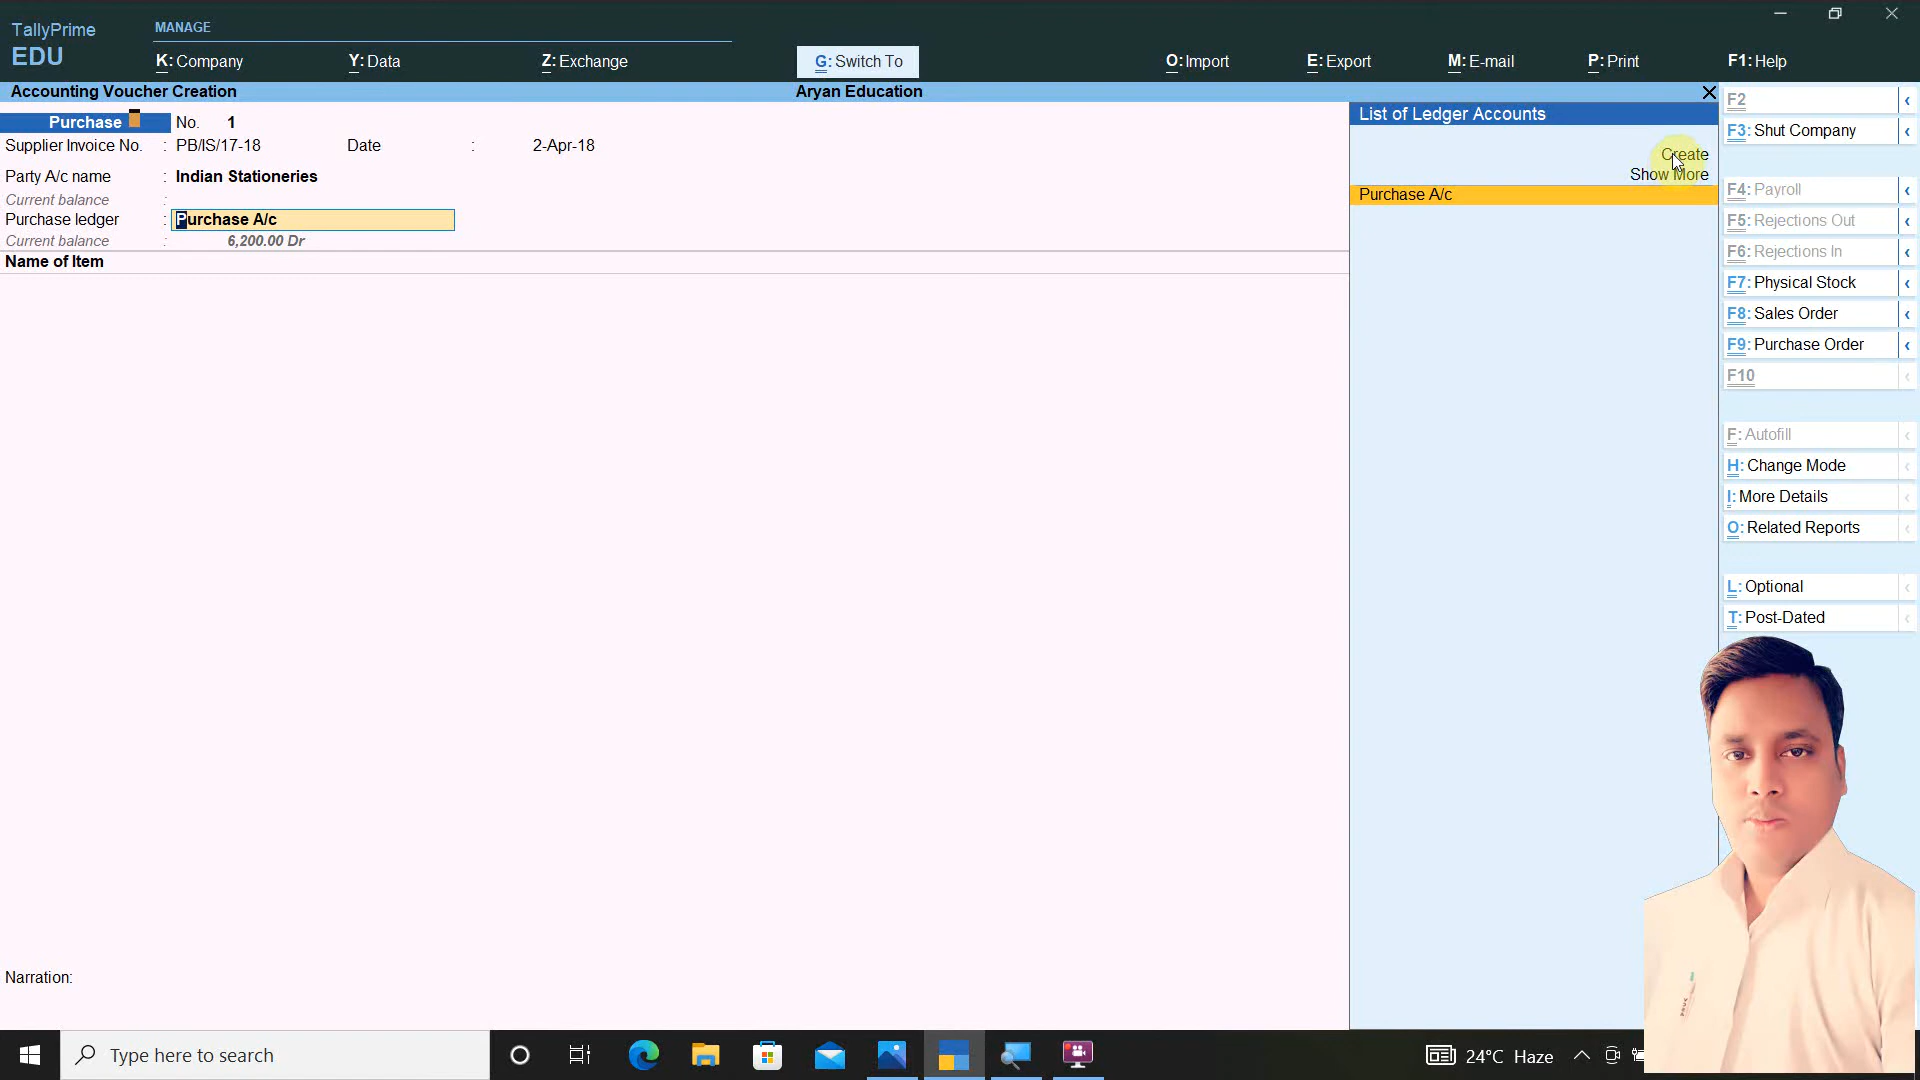 TallyPrime
EDU
MANAGE
K: Company
Y: Data
Z: Exchange
G: Switch To
O: Import
E: Export
M: E-mail
P: Print
F1: Help
Accounting Voucher Creation
Aryan Education
Purchase No. 1
Supplier Invoice No. : PB/IS/17-18 Date : 2-Apr-18
Party A/c name : Indian Stationeries
Current balance :
Purchase ledger : Purchase A/c
Current balance : 6,200.00 Dr
Name of Item
Narration:
List of Ledger Accounts
Create
Show More
Purchase A/c
F2
F3: Shut Company
F4: Payroll
F5: Rejections Out
F6: Rejections In
F7: Physical Stock
F8: Sales Order
F9: Purchase Order
F10
F: Autofill
H: Change Mode
I: More Details
O: Related Reports
L: Optional
T: Post-Dated
Type here to search
24°C Haze